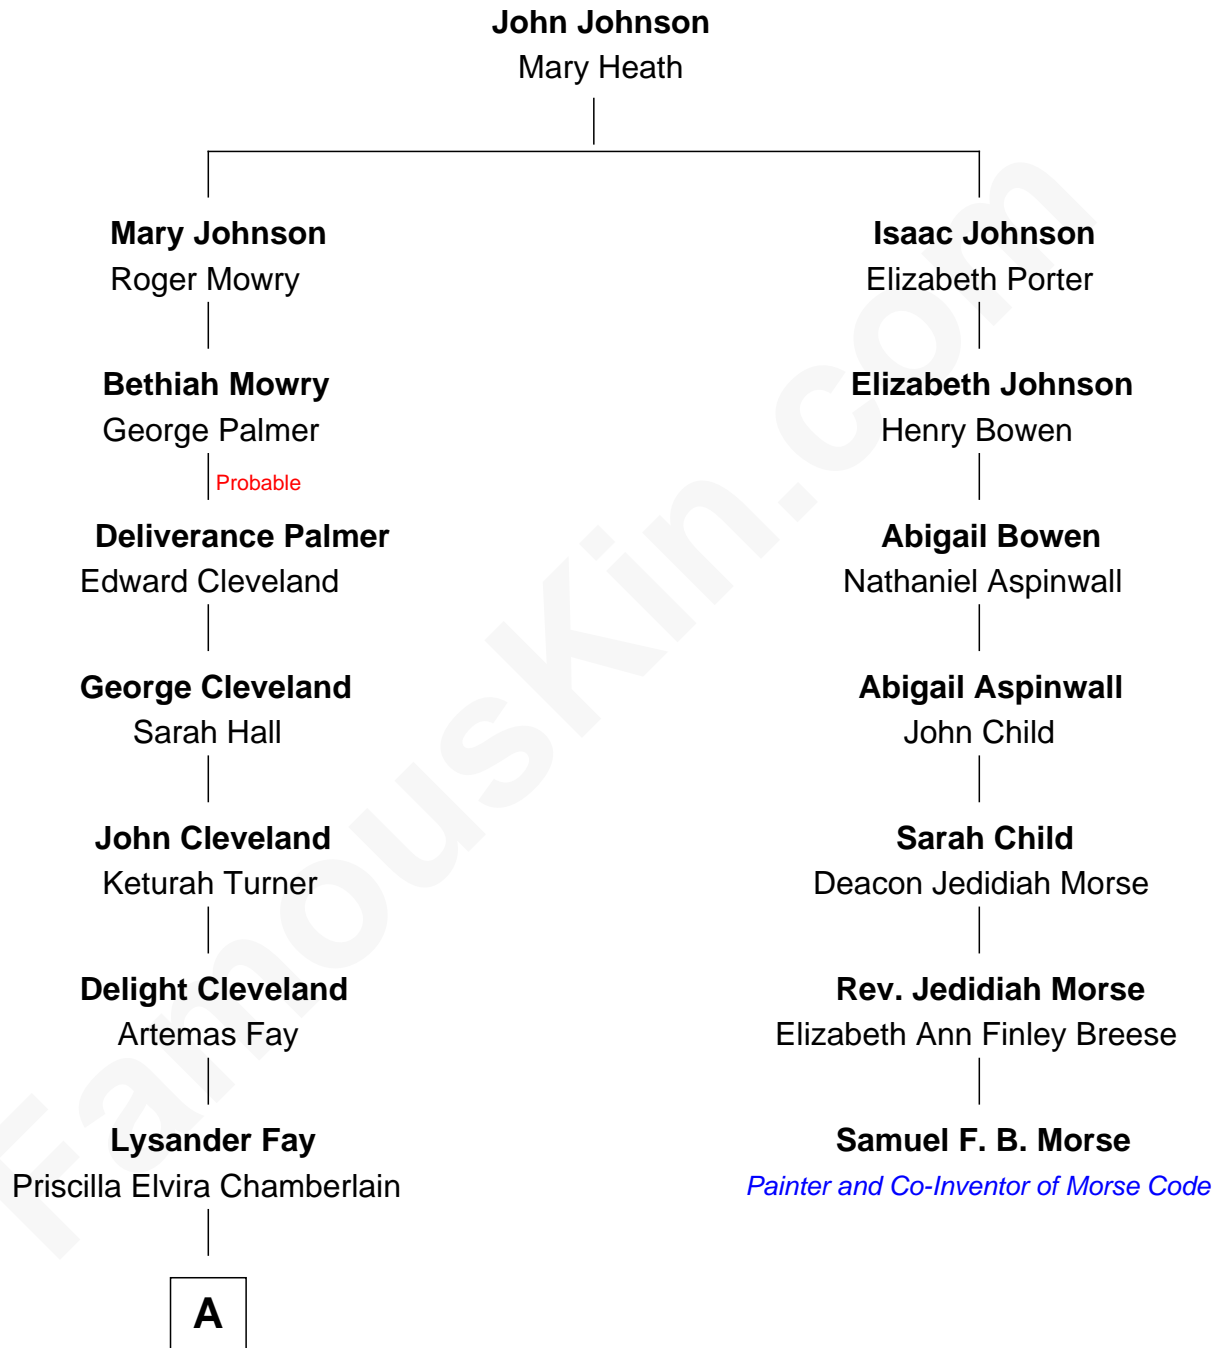 John Johnson
Mary Heath
Mary Johnson
Roger Mowry
Isaac Johnson
Elizabeth Porter
Bethiah Mowry
George Palmer
Elizabeth Johnson
Henry Bowen
Probable
Deliverance Palmer
Edward Cleveland
Abigail Bowen
Nathaniel Aspinwall
George Cleveland
Sarah Hall
Abigail Aspinwall
John Child
John Cleveland
Keturah Turner
Sarah Child
Deacon Jedidiah Morse
Delight Cleveland
Artemas Fay
Rev. Jedidiah Morse
Elizabeth Ann Finley Breese
Lysander Fay
Priscilla Elvira Chamberlain
Samuel F. B. Morse
Painter and Co-Inventor of Morse Code
A
FamousKin.com